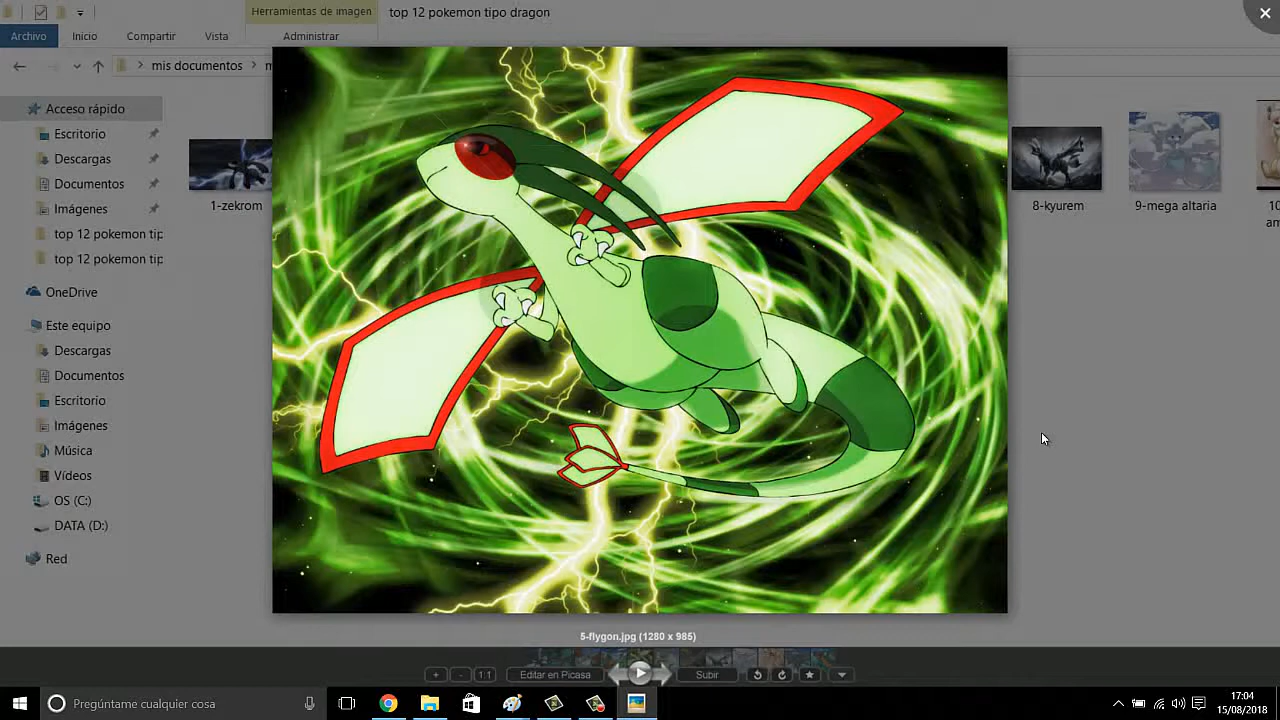 Herramientas de imagen
top 12 pokemon tipo dragon
Archivo
Inicio
Compartir
Vista
Administrar
mis documentos
Acceso rápido
Escritorio
Descargas
Documentos
Imágenes
top 12 pokemon tip
top 12 pokemon tip
OneDrive
Este equipo
Descargas
Documentos
Escritorio
Imágenes
Música
Vídeos
OS (C:)
DATA (D:)
Red
1-zekrom
8-kyurem
9-mega altaria
10
5-flygon.jpg (1280 x 985)
+
-
1:1
Editar en Picasa
Subir
Pregúntame cualquier cosa
17:04
15/08/2018